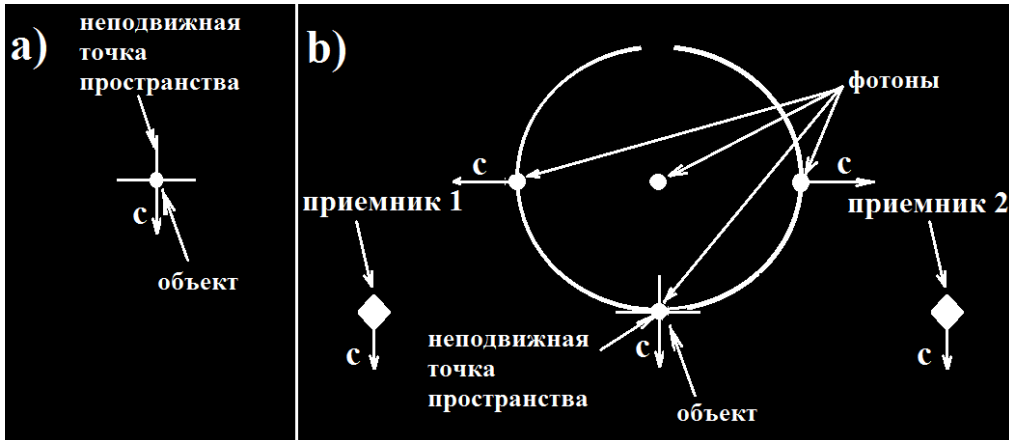 a)
неподвижная
точка
пространства
c
объект
b)
фотоны
c
c
приемник 1
приемник 2
c
c
c
неподвижная
точка
пространства
объект